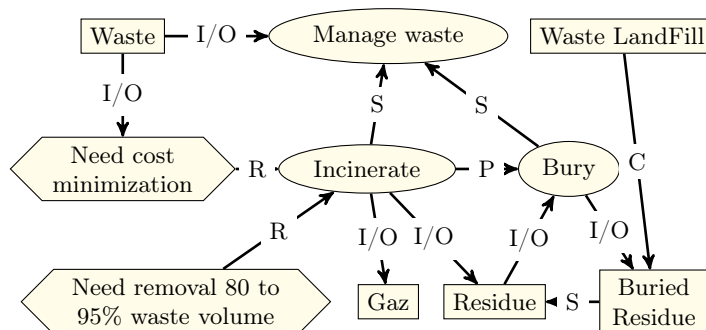 Waste
I/O
Manage waste
Waste LandFill
I/O
S
S
Need cost
minimization
R
Incinerate
P
Bury
C
R
I/O
I/O
I/O
I/O
Need removal 80 to
95% waste volume
Gaz
Residue
S
Buried
Residue